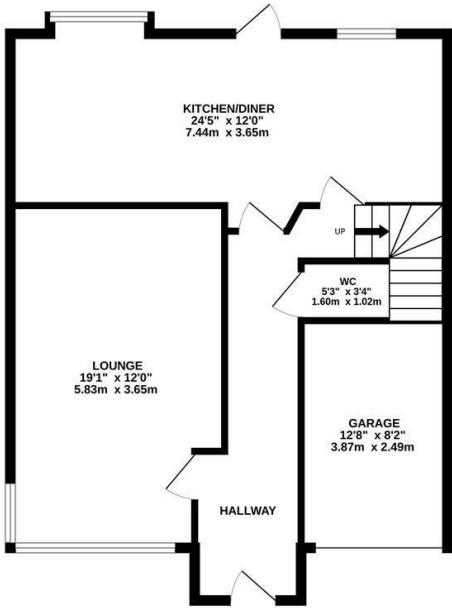 KITCHEN/DINER
24'5" x 12'0"
7.44m x 3.65m
UP
WC
5'3" x 3'4"
1.60m x 1.02m
LOUNGE
19'1" x 12'0"
5.83m x 3.65m
GARAGE
12'8" x 8'2"
3.87m x 2.49m
HALLWAY